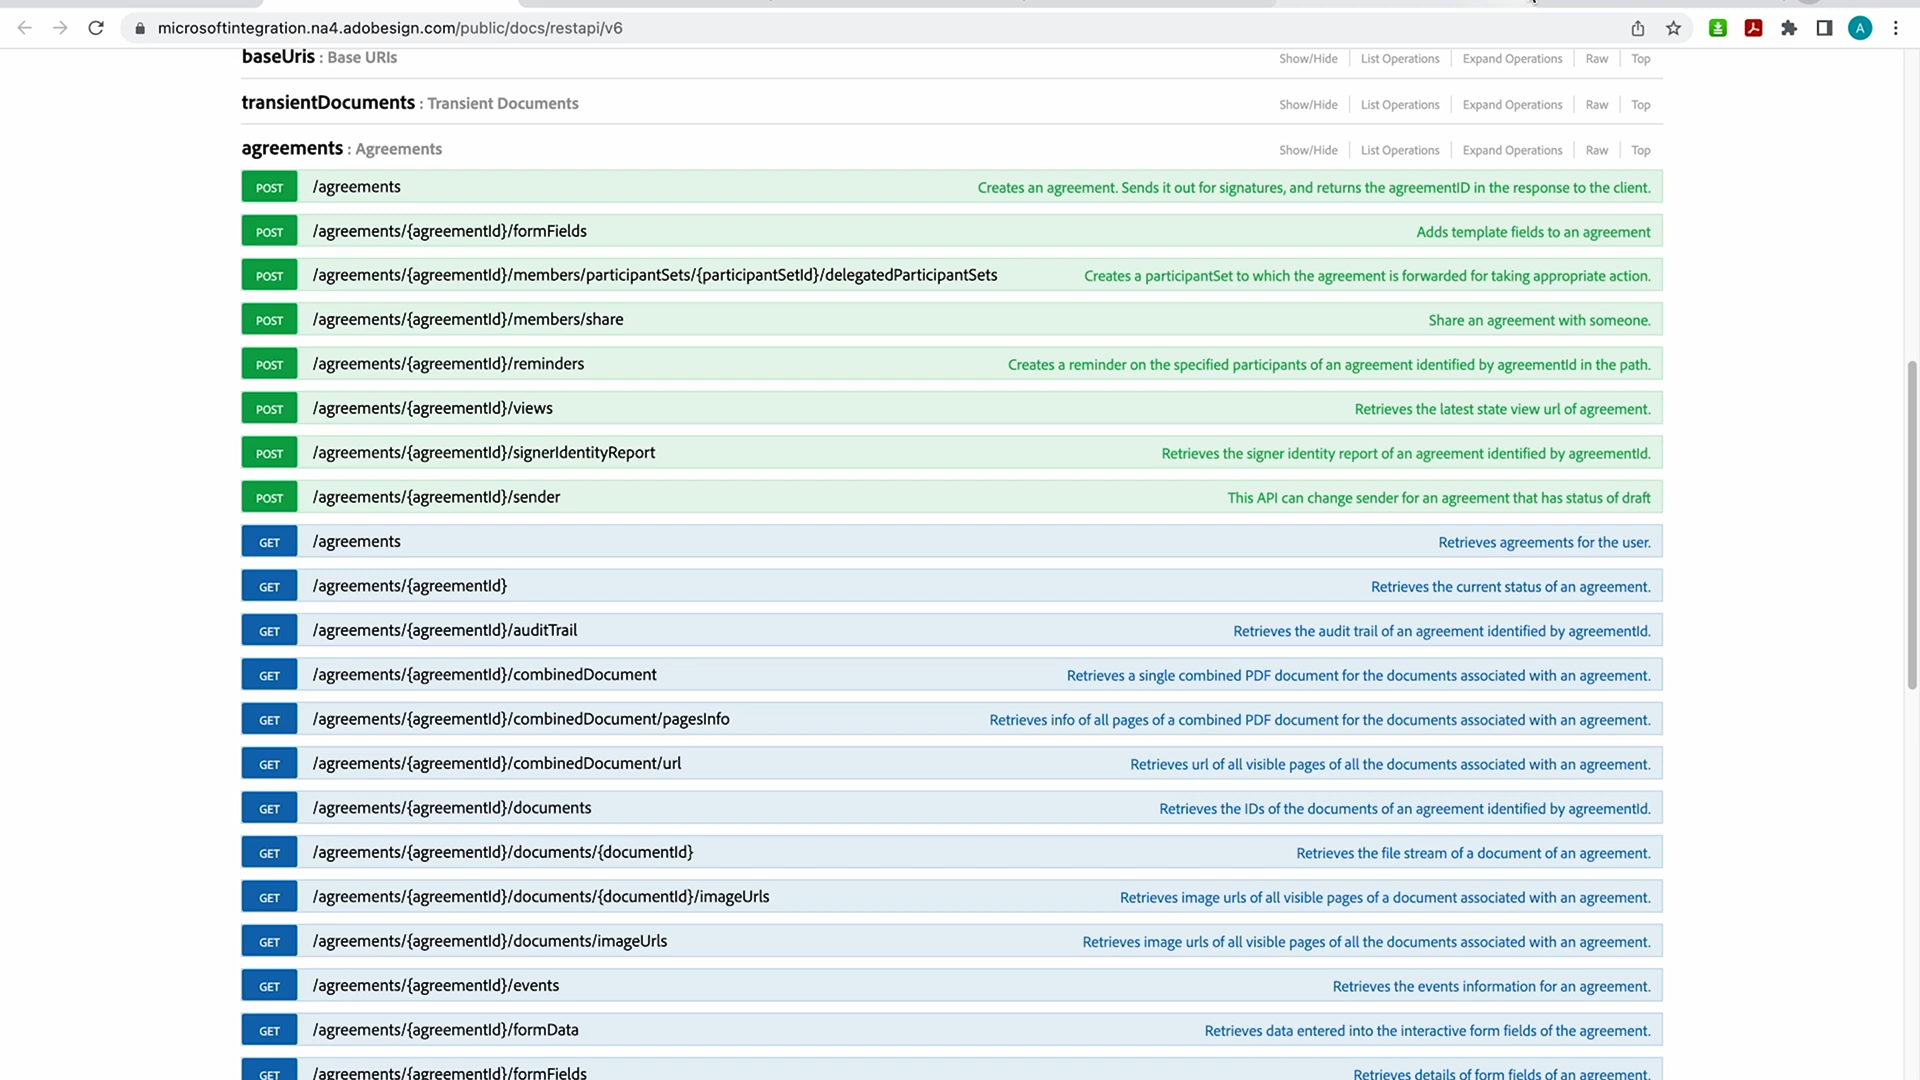 microsoftintegration.na4.adobesign.com/public/docs/restapi/v6
A
baseUris : Base URIs Show/Hide List Operations Expand Operations Raw Top
transientDocuments : Transient Documents Show/Hide List Operations Expand Operations Raw Top
agreements : Agreements Show/Hide List Operations Expand Operations Raw Top
POST /agreements Creates an agreement. Sends it out for signatures, and returns the agreementID in the response to the client.
POST /agreements/{agreementId}/formFields Adds template fields to an agreement
POST /agreements/{agreementId}/members/participantSets/{participantSetId}/delegatedParticipantSets Creates a participantSet to which the agreement is forwarded for taking appropriate action.
POST /agreements/{agreementId}/members/share Share an agreement with someone.
POST /agreements/{agreementId}/reminders Creates a reminder on the specified participants of an agreement identified by agreementId in the path.
POST /agreements/{agreementId}/views Retrieves the latest state view url of agreement.
POST /agreements/{agreementId}/signerIdentityReport Retrieves the signer identity report of an agreement identified by agreementId.
POST /agreements/{agreementId}/sender This API can change sender for an agreement that has status of draft
GET /agreements Retrieves agreements for the user.
GET /agreements/{agreementId} Retrieves the current status of an agreement.
GET /agreements/{agreementId}/auditTrail Retrieves the audit trail of an agreement identified by agreementId.
GET /agreements/{agreementId}/combinedDocument Retrieves a single combined PDF document for the documents associated with an agreement.
GET /agreements/{agreementId}/combinedDocument/pagesInfo Retrieves info of all pages of a combined PDF document for the documents associated with an agreement.
GET /agreements/{agreementId}/combinedDocument/url Retrieves url of all visible pages of all the documents associated with an agreement.
GET /agreements/{agreementId}/documents Retrieves the IDs of the documents of an agreement identified by agreementId.
GET /agreements/{agreementId}/documents/{documentId} Retrieves the file stream of a document of an agreement.
GET /agreements/{agreementId}/documents/{documentId}/imageUrls Retrieves image urls of all visible pages of a document associated with an agreement.
GET /agreements/{agreementId}/documents/imageUrls Retrieves image urls of all visible pages of all the documents associated with an agreement.
GET /agreements/{agreementId}/events Retrieves the events information for an agreement.
GET /agreements/{agreementId}/formData Retrieves data entered into the interactive form fields of the agreement.
GET /agreements/{agreementId}/formFields Retrieves details of form fields of an agreement.